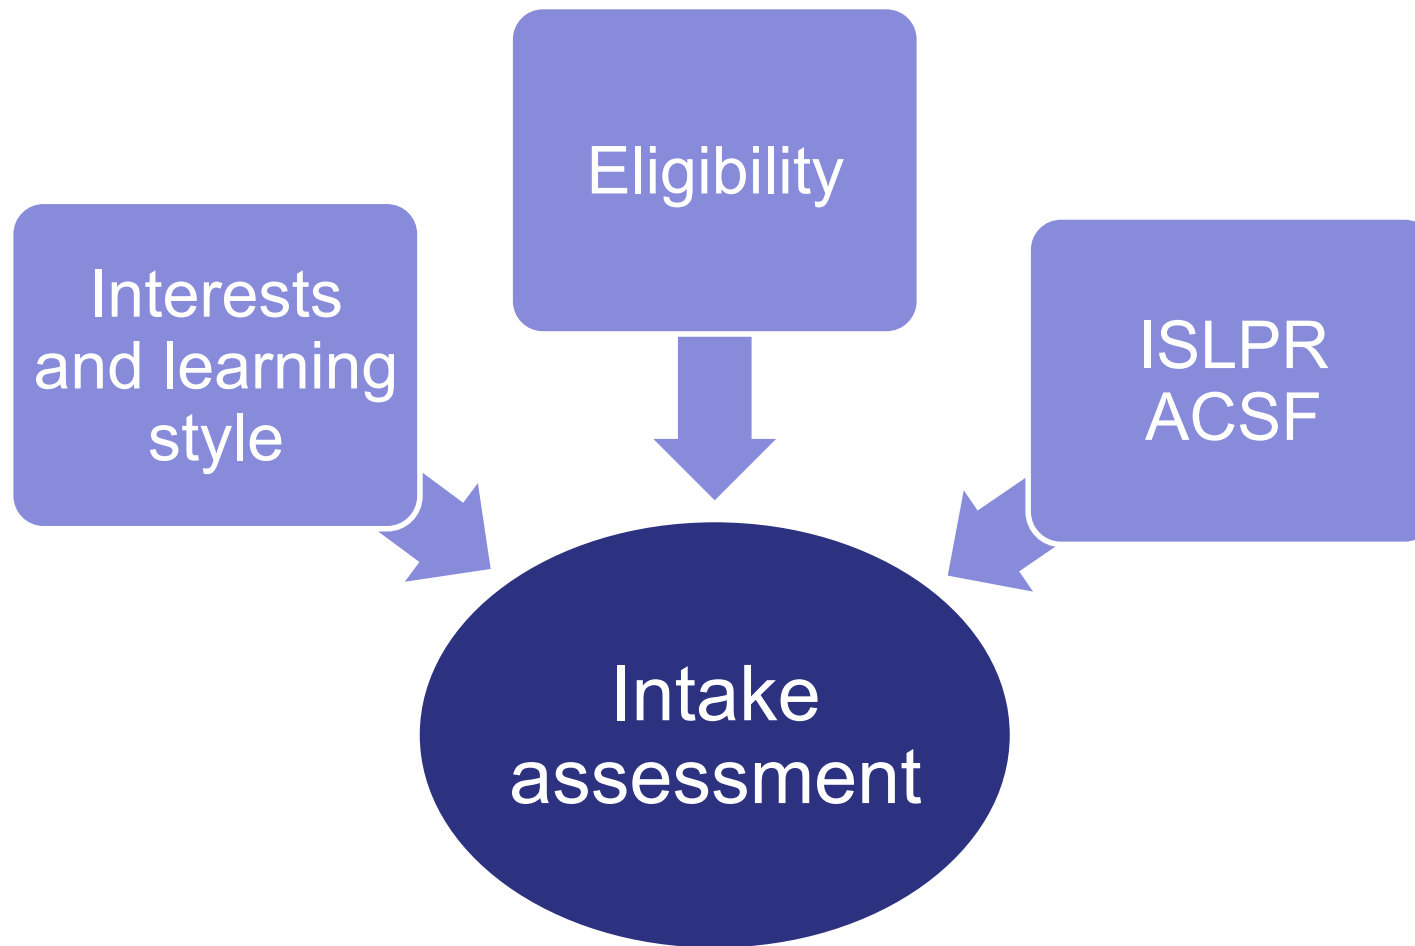 Eligibility
Interests
and learning
style
ISLPR
ACSF
Intake
assessment